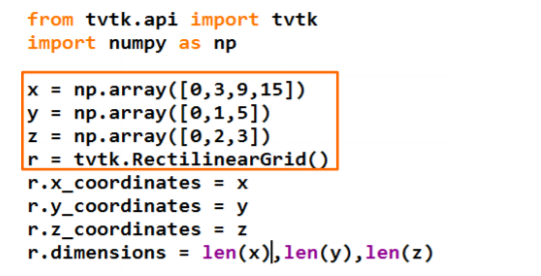 from tvtk.api import tvtk
import numpy as np
x = np.array([0,3,9,15])
y = np.array([0,1,5])
z = np.array([0,2,3])
r = tvtk.RectilinearGrid()
r.x_coordinates = x
r.y_coordinates = y
r.z_coordinates = z
r.dimensions = len(x),len(y),len(z)